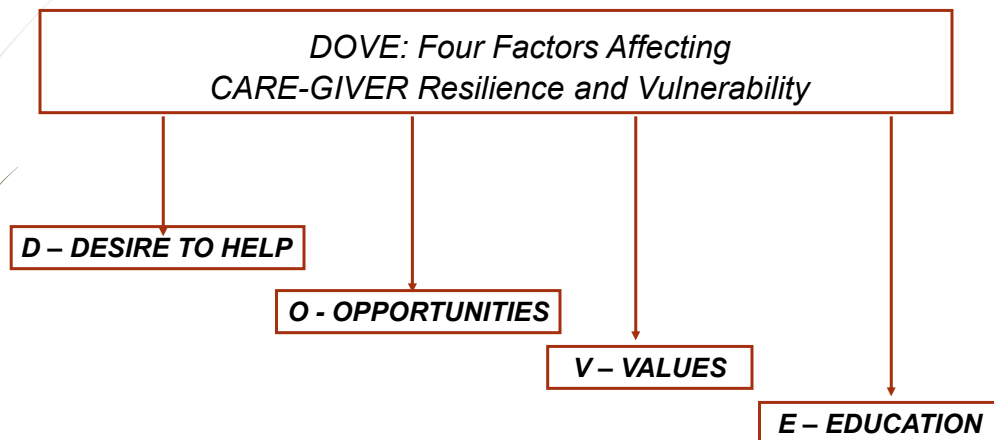 DOVE: Four Factors Affecting
CARE-GIVER Resilience and Vulnerability
D – DESIRE TO HELP
O - OPPORTUNITIES
V – VALUES
E – EDUCATION